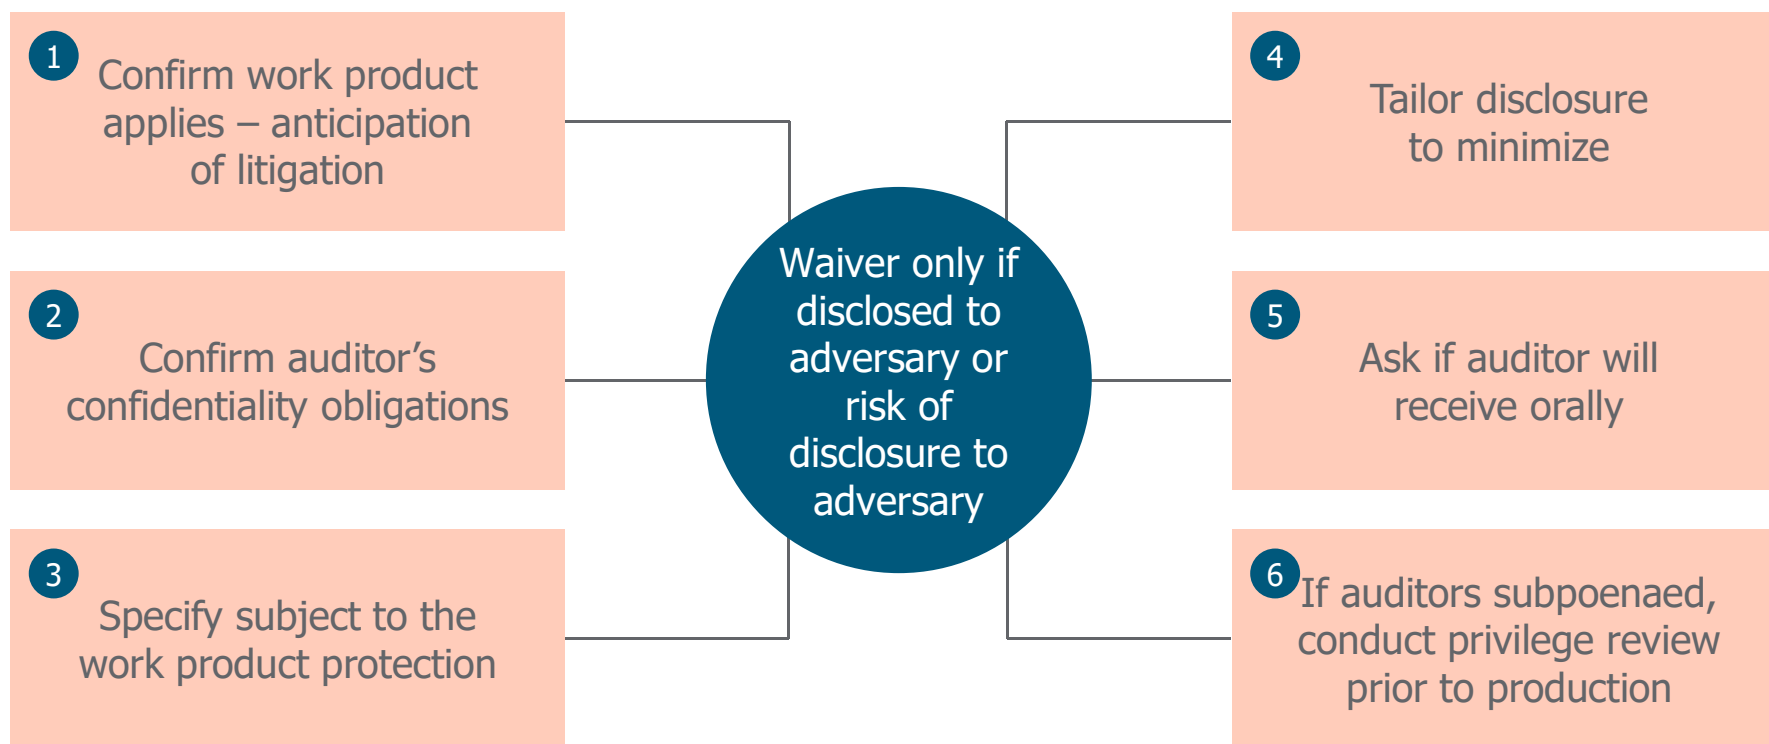 1
Confirm work product
applies – anticipation
of litigation
2
Confirm auditor’s
confidentiality obligations
3
Specify subject to the
work product protection
Waiver only if
disclosed to
adversary or
risk of
disclosure to
adversary
4
Tailor disclosure
to minimize
5
Ask if auditor will
receive orally
6
If auditors subpoenaed,
conduct privilege review
prior to production